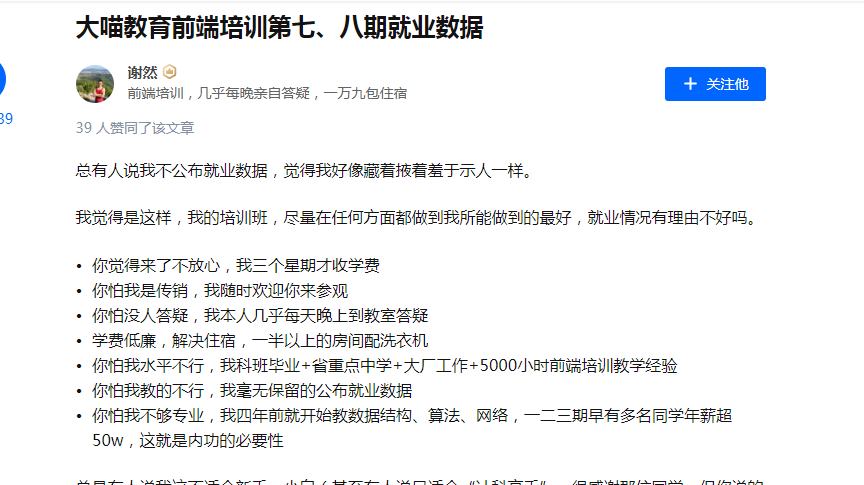 大喵教育前端培训第七、八期就业数据
谢然
前端培训，几乎每晚亲自答疑，一万九包住宿
+ 关注他
39
39 人赞同了该文章
总有人说我不公布就业数据，觉得我好像藏着掖着羞于示人一样。
我觉得是这样，我的培训班，尽量在任何方面都做到我所能做到的最好，就业情况有理由不好吗。
• 你觉得来了不放心，我三个星期才收学费
• 你怕我是传销，我随时欢迎你来参观
• 你怕没人答疑，我本人几乎每天晚上到教室答疑
• 学费低廉，解决住宿，一半以上的房间配洗衣机
• 你怕我水平不行，我科班毕业+省重点中学+大厂工作+5000小时前端培训教学经验
• 你怕我教的不行，我毫无保留的公布就业数据
• 你怕我不够专业，我四年前就开始教数据结构、算法、网络，一二三期早有多名同学年薪超
50w，这就是内功的必要性